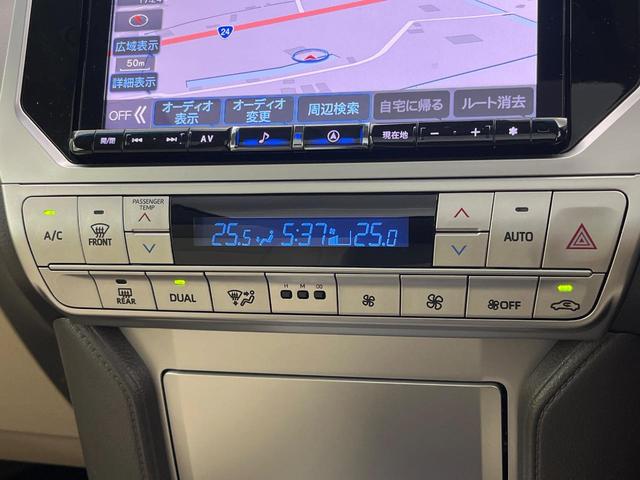 24
広域表示
50m
詳細表示
OFF
オーディオ
表示
オーディオ
変更
周辺検索
自宅に帰る
ルート消去
開/閉
AV
現在地
PASSENGER
TEMP
A/C
FRONT
25.5
5:37
25.0
AUTO
REAR
DUAL
H
M
OFF